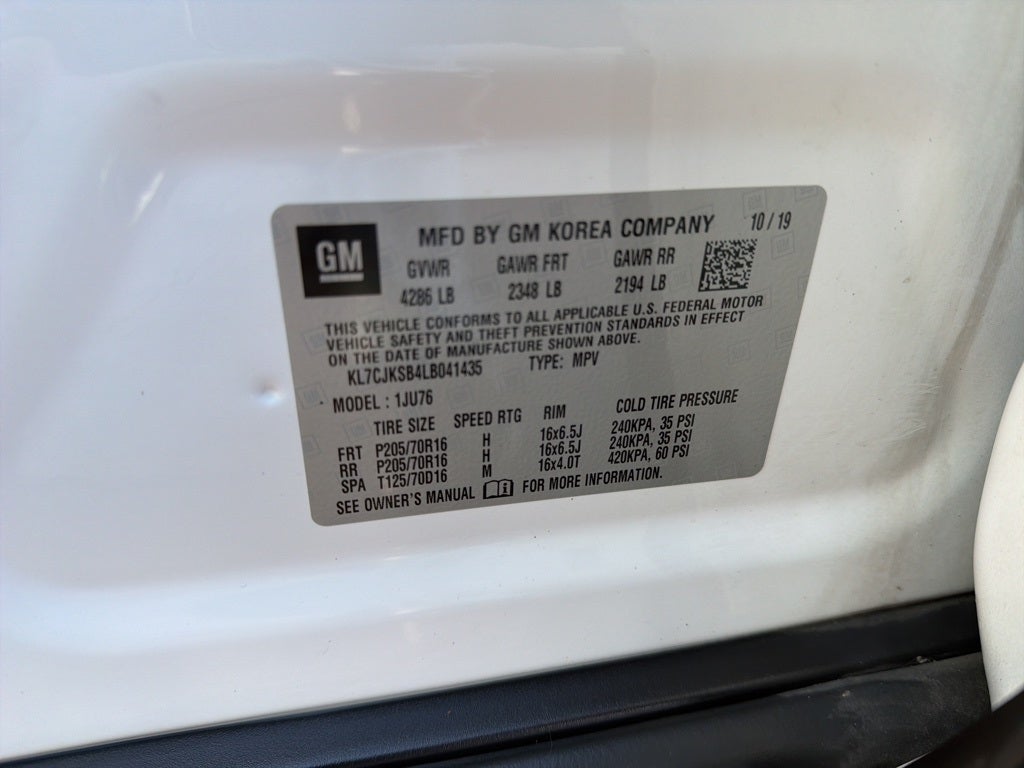 GM
MFD BY GM KOREA COMPANY 10 / 19
GVWR GAWR FRT GAWR RR
4286 LB 2348 LB 2194 LB
THIS VEHICLE CONFORMS TO ALL APPLICABLE U.S. FEDERAL MOTOR
VEHICLE SAFETY AND THEFT PREVENTION STANDARDS IN EFFECT
ON THE DATE OF MANUFACTURE SHOWN ABOVE.
KL7CJKSB4LB041435 TYPE: MPV
MODEL : 1JU76
TIRE SIZE SPEED RTG RIM COLD TIRE PRESSURE
FRT P205/70R16 H 16x6.5J 240KPA, 35 PSI
RR P205/70R16 H 16x6.5J 240KPA, 35 PSI
SPA T125/70D16 M 16x4.0T 420KPA, 60 PSI
SEE OWNER'S MANUAL FOR MORE INFORMATION.